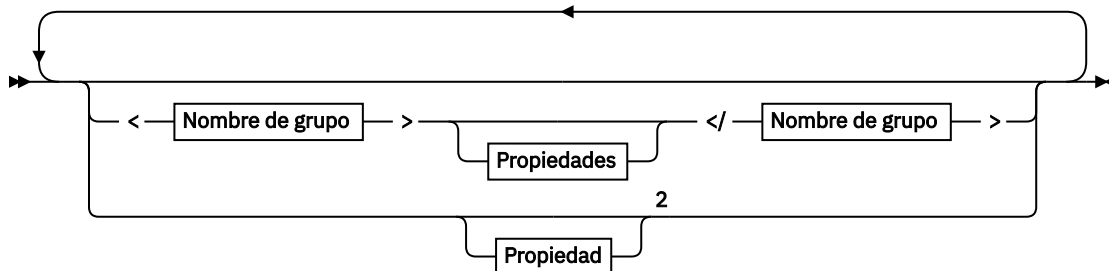 < Nombre de grupo > </ Nombre de grupo >
Propiedades
2
Propiedad